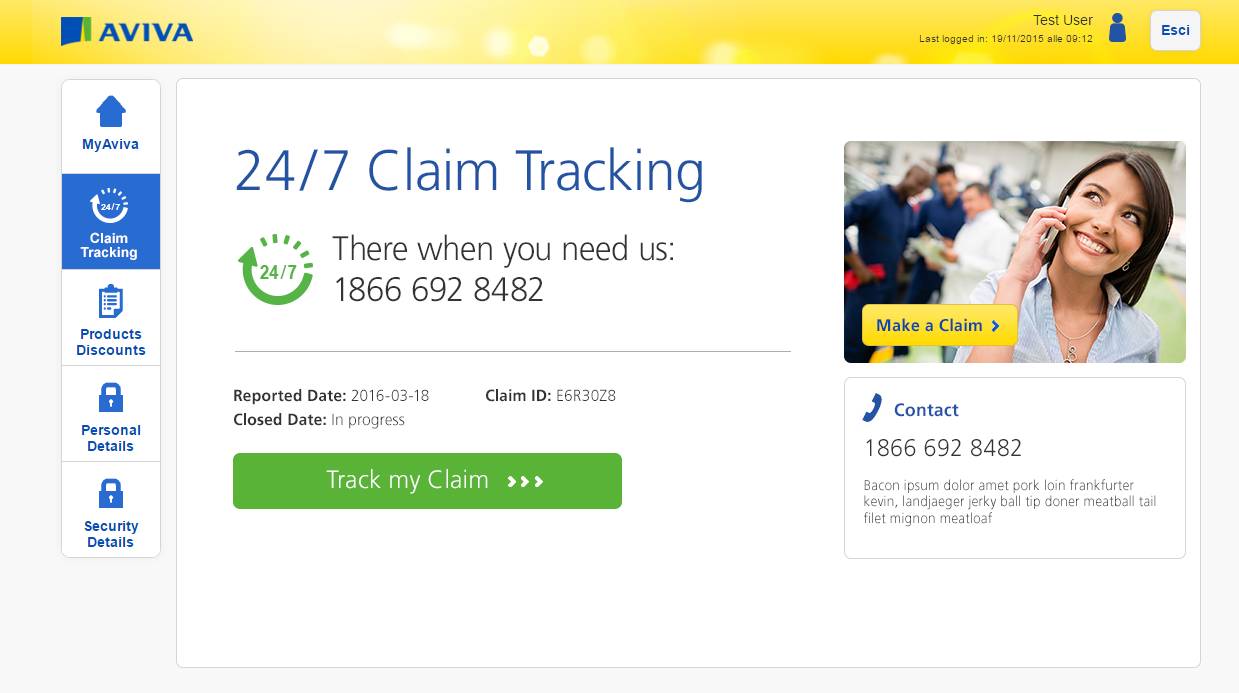 AVIVA
Test User
Last logged in: 19/11/2015 alle 09:12
Esci
MyAviva
24/7
Claim
Tracking
Products
Discounts
Personal
Details
Security
Details
24/7 Claim Tracking
24/7
There when you need us:
1866 692 8482
Reported Date: 2016-03-18
Claim ID: E6R30Z8
Closed Date: In progress
Track my Claim
Make a Claim
Contact
1866 692 8482
Bacon ipsum dolor amet pork loin frankfurter
kevin, landjaeger jerky ball tip doner meatball tail
filet mignon meatloaf